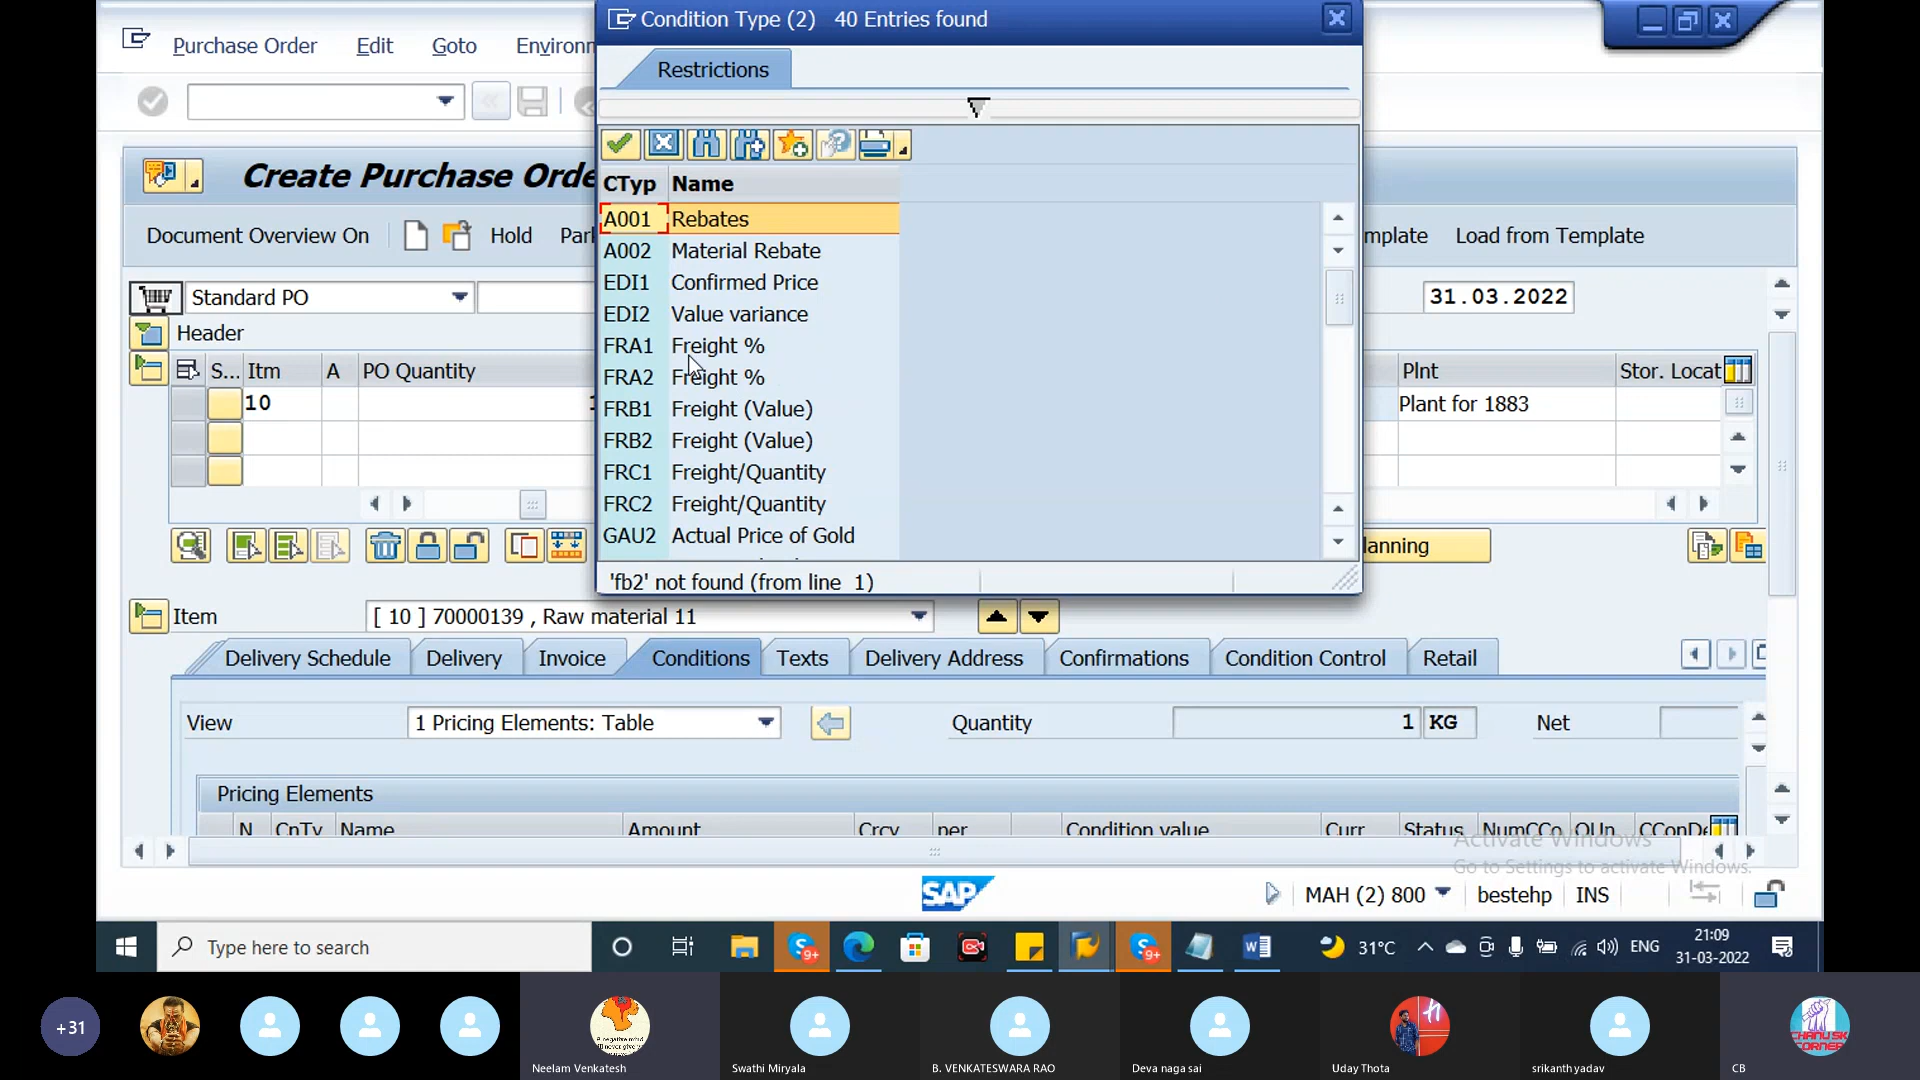 Condition Type (2) 40 Entries found
Purchase Order Edit Goto Environ
Restrictions
Create Purchase Orde
CTyp Name
A001 Rebates
A002 Material Rebate
EDI1 Confirmed Price
EDI2 Value variance
FRA1 Freight %
FRA2 Freight %
FRB1 Freight (Value)
FRB2 Freight (Value)
FRC1 Freight/Quantity
FRC2 Freight/Quantity
GAU2 Actual Price of Gold
'fb2' not found (from line 1)
Document Overview On Hold Par mplate Load from Template
Standard PO 31.03.2022
Header
S... Itm A PO Quantity Plnt Stor. Locat
10 Plant for 1883
lanning
Item [ 10 ] 70000139 , Raw material 11
Delivery Schedule Delivery Invoice Conditions Texts Delivery Address Confirmations Condition Control Retail
View 1 Pricing Elements: Table Quantity 1 KG Net
Pricing Elements
N CnTy Name Amount Crcy per Condition value Curr Status NumCCo OUn CConDe
Activate Windows
Go to Settings to activate Windows.
SAP MAH (2) 800 bestehp INS
Type here to search 9+ 9+ 31°C ENG 21:09
31-03-2022
+31
Neelam Venkatesh Swathi Miryala B. VENKATESWARA RAO Deva naga sai Uday Thota srikanth yadav CB